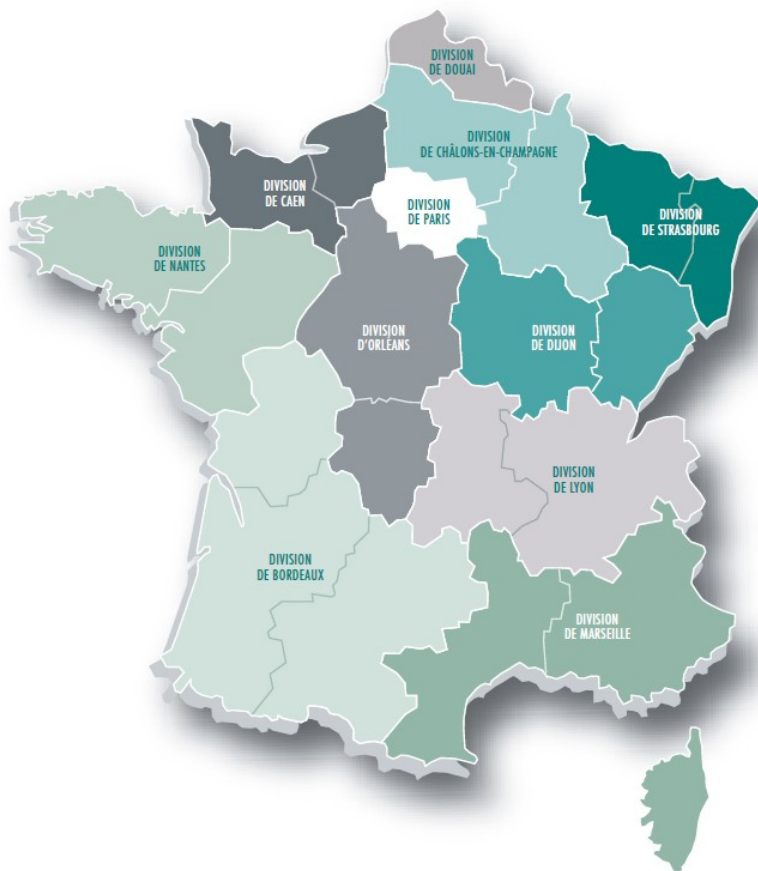 DIVISION
DE DOUAI
DIVISION
DE CHÂLONS-EN-CHAMPAGNE
DIVISION
DE CAEN
DIVISION
DE PARIS
DIVISION
DE STRASBOURG
DIVISION
DE NANTES
DIVISION
D'ORLÉANS
DIVISION
DE DIJON
DIVISION
DE LYON
DIVISION
DE BORDEAUX
DIVISION
DE MARSEILLE